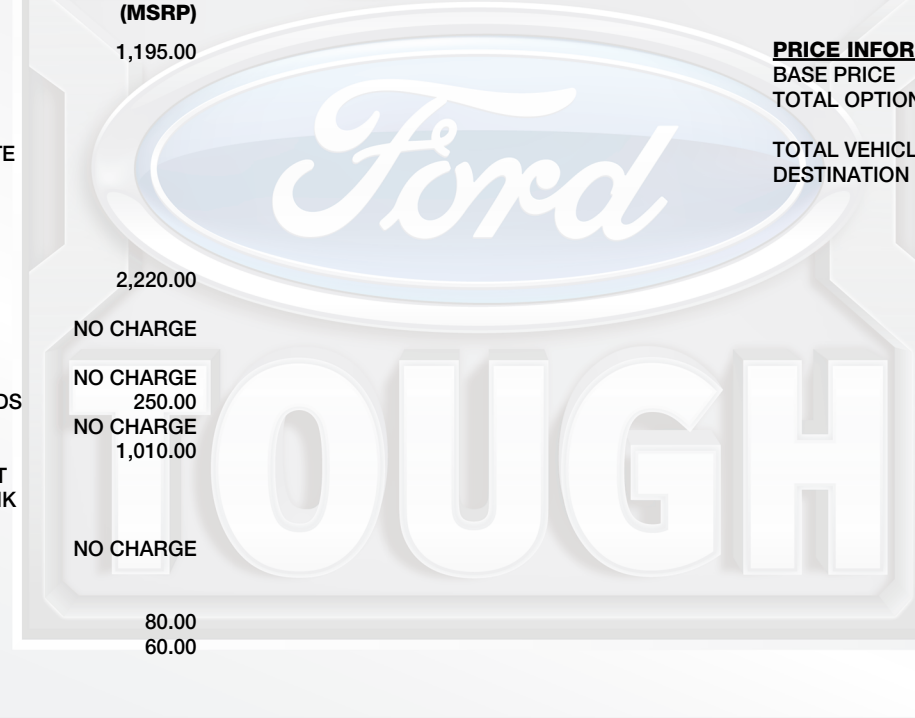 (MSRP)
1,195.00
TE
2,220.00
NO CHARGE
NO CHARGE
DS 250.00
NO CHARGE
1,010.00
T
NK
NO CHARGE
80.00
60.00
PRICE INFOR
BASE PRICE
TOTAL OPTION
TOTAL VEHICL
DESTINATION
Ford
TOUGH